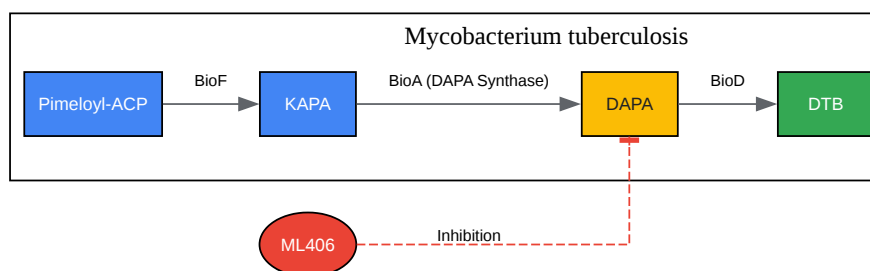 Mycobacterium tuberculosis
Pimeloyl-ACP
BioF
KAPA
BioA (DAPA Synthase)
DAPA
BioD
DTB
ML406
Inhibition